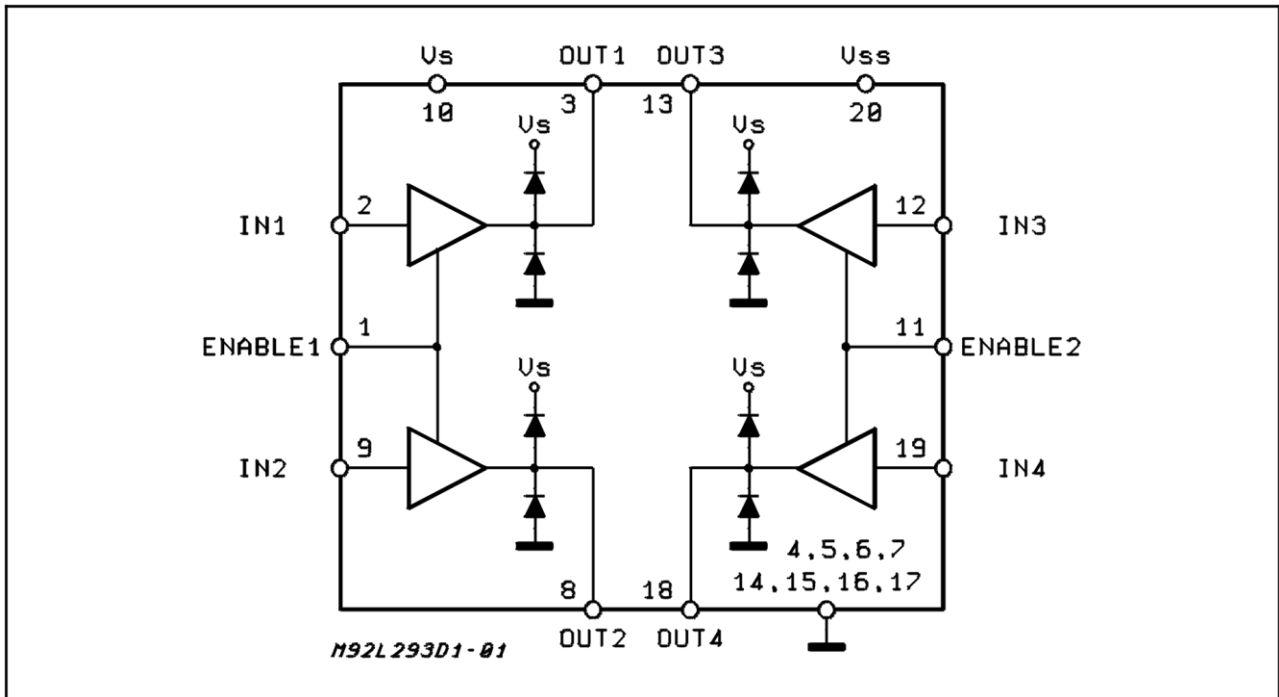 Vs OUT1 OUT3 Vss
10 3 13 20
Vs Vs
IN1 2 12 IN3
ENABLE1 1 11 ENABLE2
Vs Vs
IN2 9 19 IN4
4,5,6,7
8 18 14,15,16,17
OUT2 OUT4
M92L293D1-01